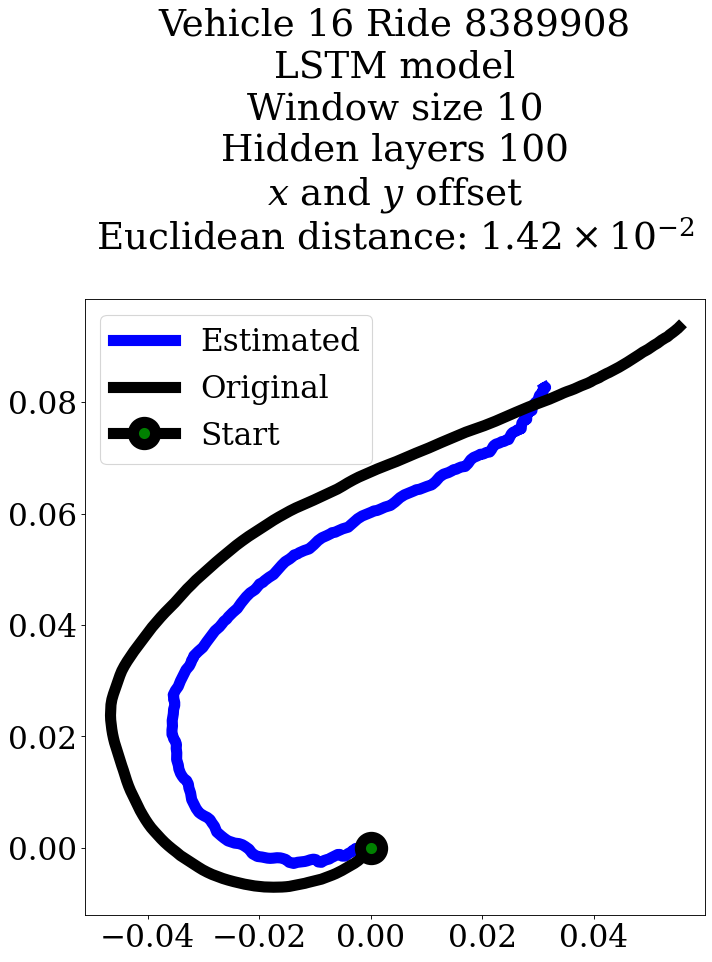 Vehicle 16 Ride 8389908
LSTM model
Window size 10
Hidden layers 100
x and y offset
Euclidean distance: 1.42 × 10⁻²
Estimated
Original
Start
0.08
0.06
0.04
0.02
0.00
−0.04 −0.02 0.00 0.02 0.04